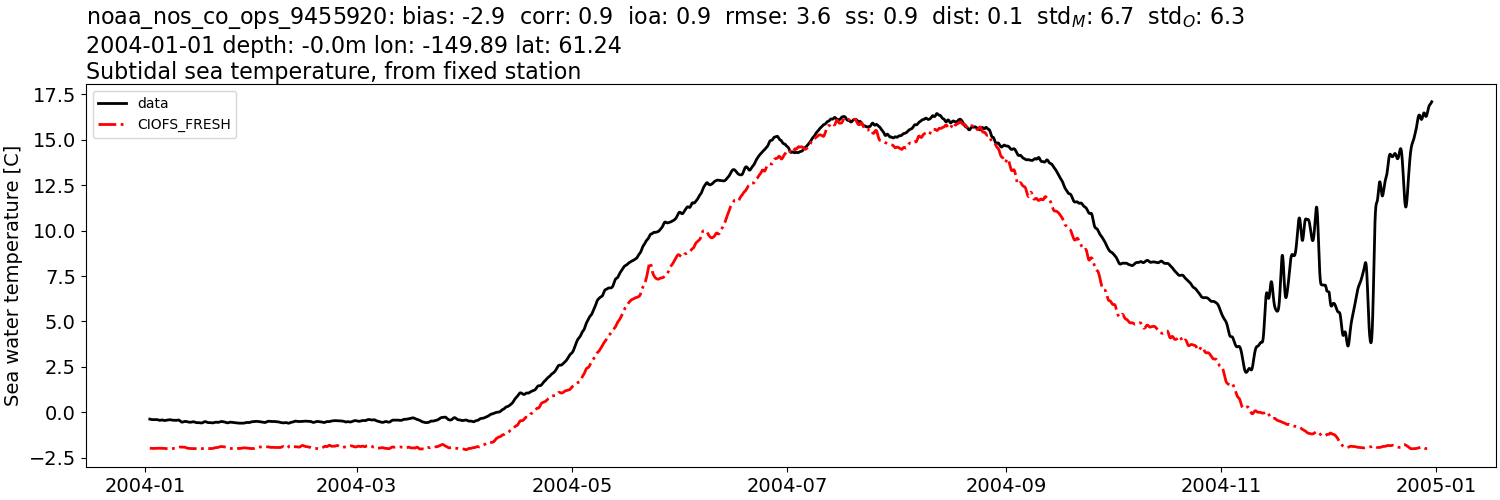 noaa_nos_co_ops_9455920: bias: -2.9 corr: 0.9 ioa: 0.9 rmse: 3.6 ss: 0.9 dist: 0.1 std_M: 6.7 std_O: 6.3
2004-01-01 depth: -0.0m lon: -149.89 lat: 61.24
Subtidal sea temperature, from fixed station
data
CIOFS_FRESH
Sea water temperature [C]
17.5
15.0
12.5
10.0
7.5
5.0
2.5
0.0
−2.5
2004-01 2004-03 2004-05 2004-07 2004-09 2004-11 2005-01